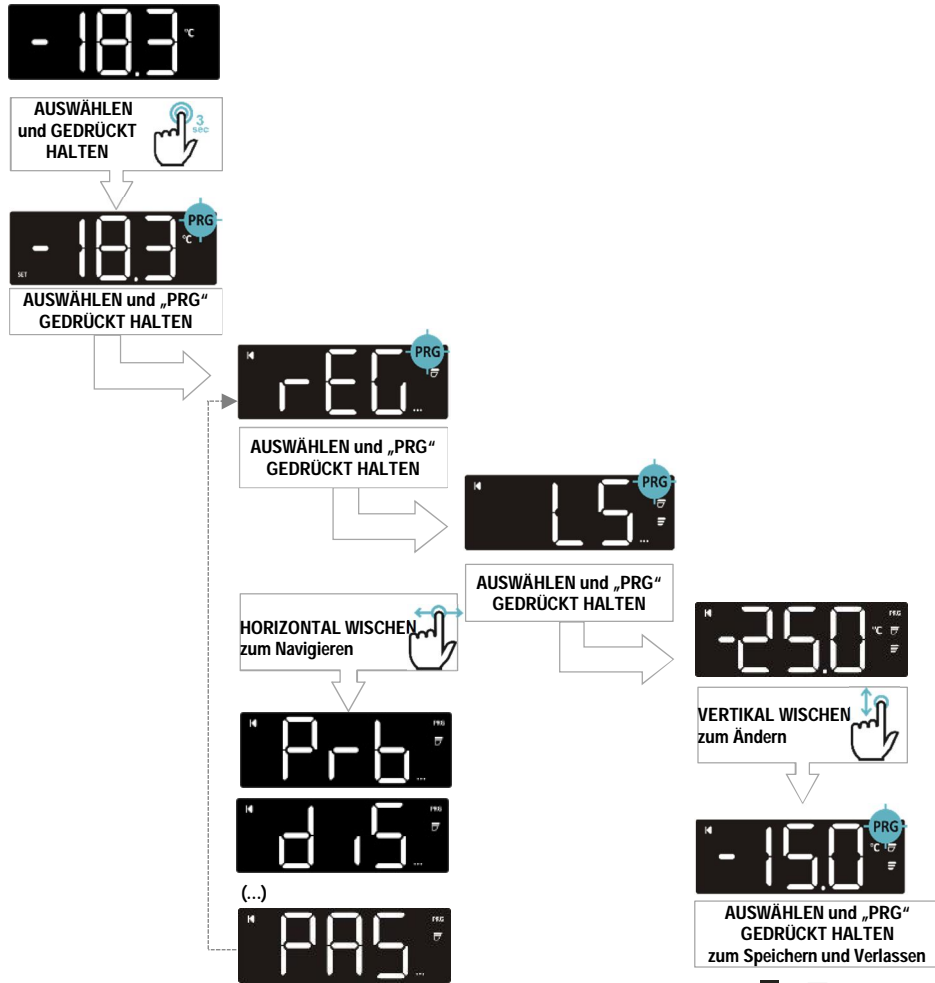 -18.3 °C
AUSWÄHLEN
und GEDRÜCKT
HALTEN
3
sec
-18.3 °C
PRG
SET
AUSWÄHLEN und „PRG“
GEDRÜCKT HALTEN
rEG...
PRG
AUSWÄHLEN und „PRG“
GEDRÜCKT HALTEN
LS...
PRG
AUSWÄHLEN und „PRG“
GEDRÜCKT HALTEN
HORIZONTAL WISCHEN
zum Navigieren
-25.0 °C
PRG
VERTIKAL WISCHEN
zum Ändern
Prb...
PRG
diS...
PRG
(...)
PAS...
PRG
-15.0 °C
PRG
AUSWÄHLEN und „PRG“
GEDRÜCKT HALTEN
zum Speichern und Verlassen